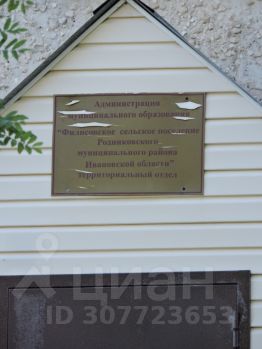 Администрация
муниципального образования
"Филисовское сельское поселение
Родниковского
муниципального района
Ивановской области"
территориальный отдел
циан
ID 307723653